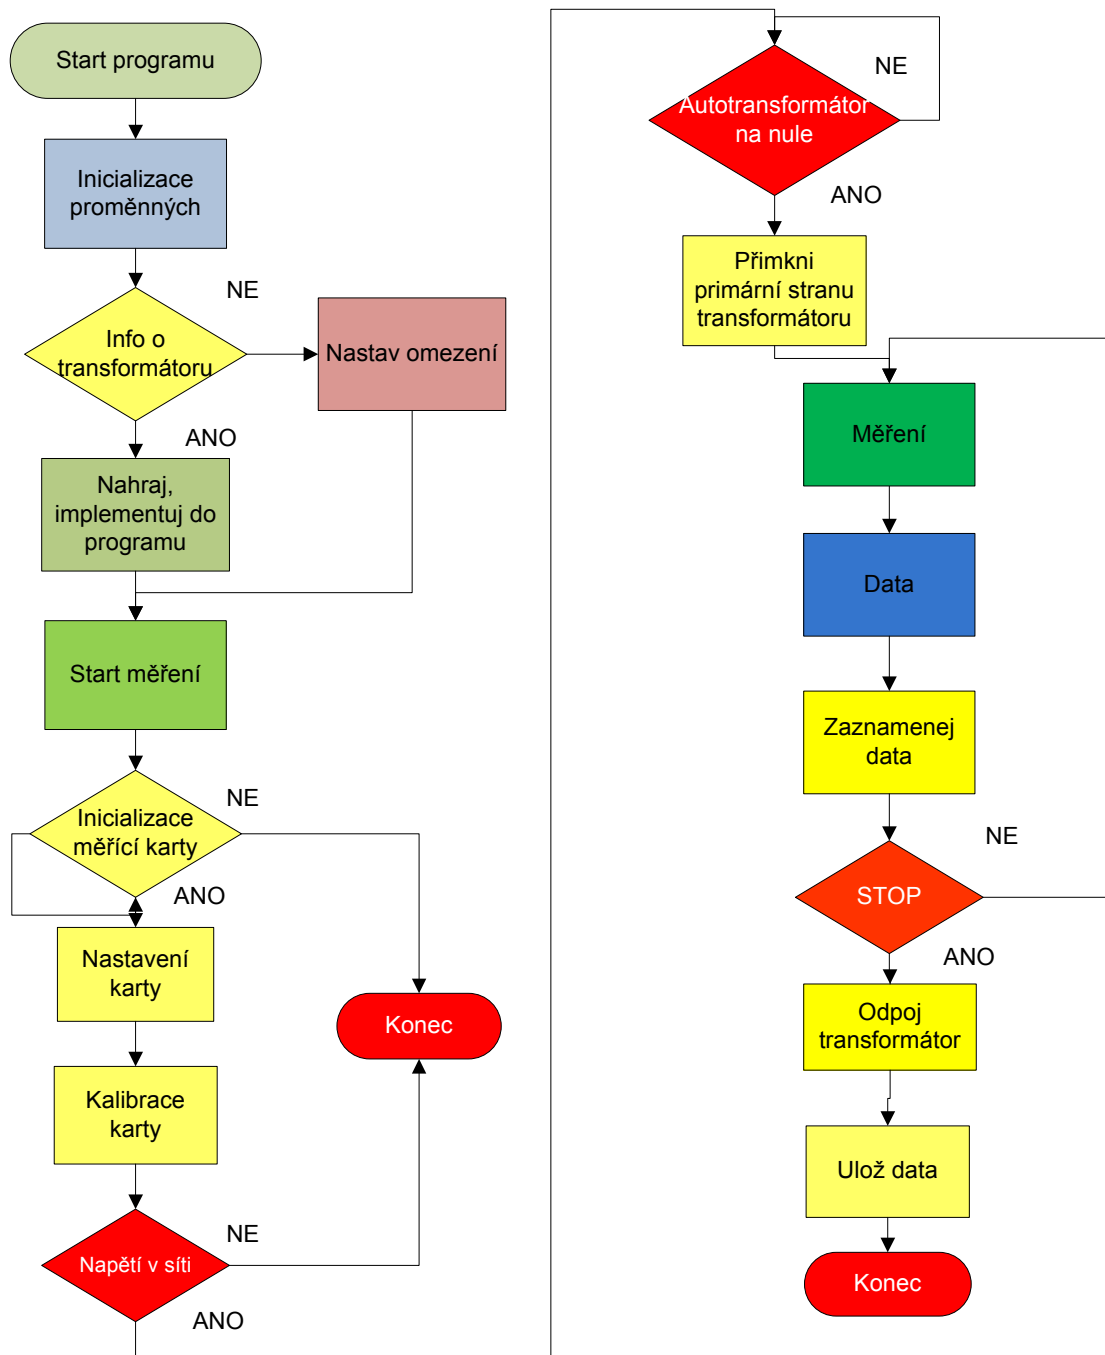 Start programu
Inicializace
proměnných
NE
Info o
transformátoru
Nastav omezení
ANO
Nahraj,
implementuj do
programu
Start měření
NE
Inicializace
měřící karty
ANO
Nastavení
karty
Konec
Kalibrace
karty
NE
Napětí v síti
ANO
NE
Autotransformátor
na nule
ANO
Přimkni
primární stranu
transformátoru
Měření
Data
Zaznamenej
data
NE
STOP
ANO
Odpoj
transformátor
Ulož data
Konec